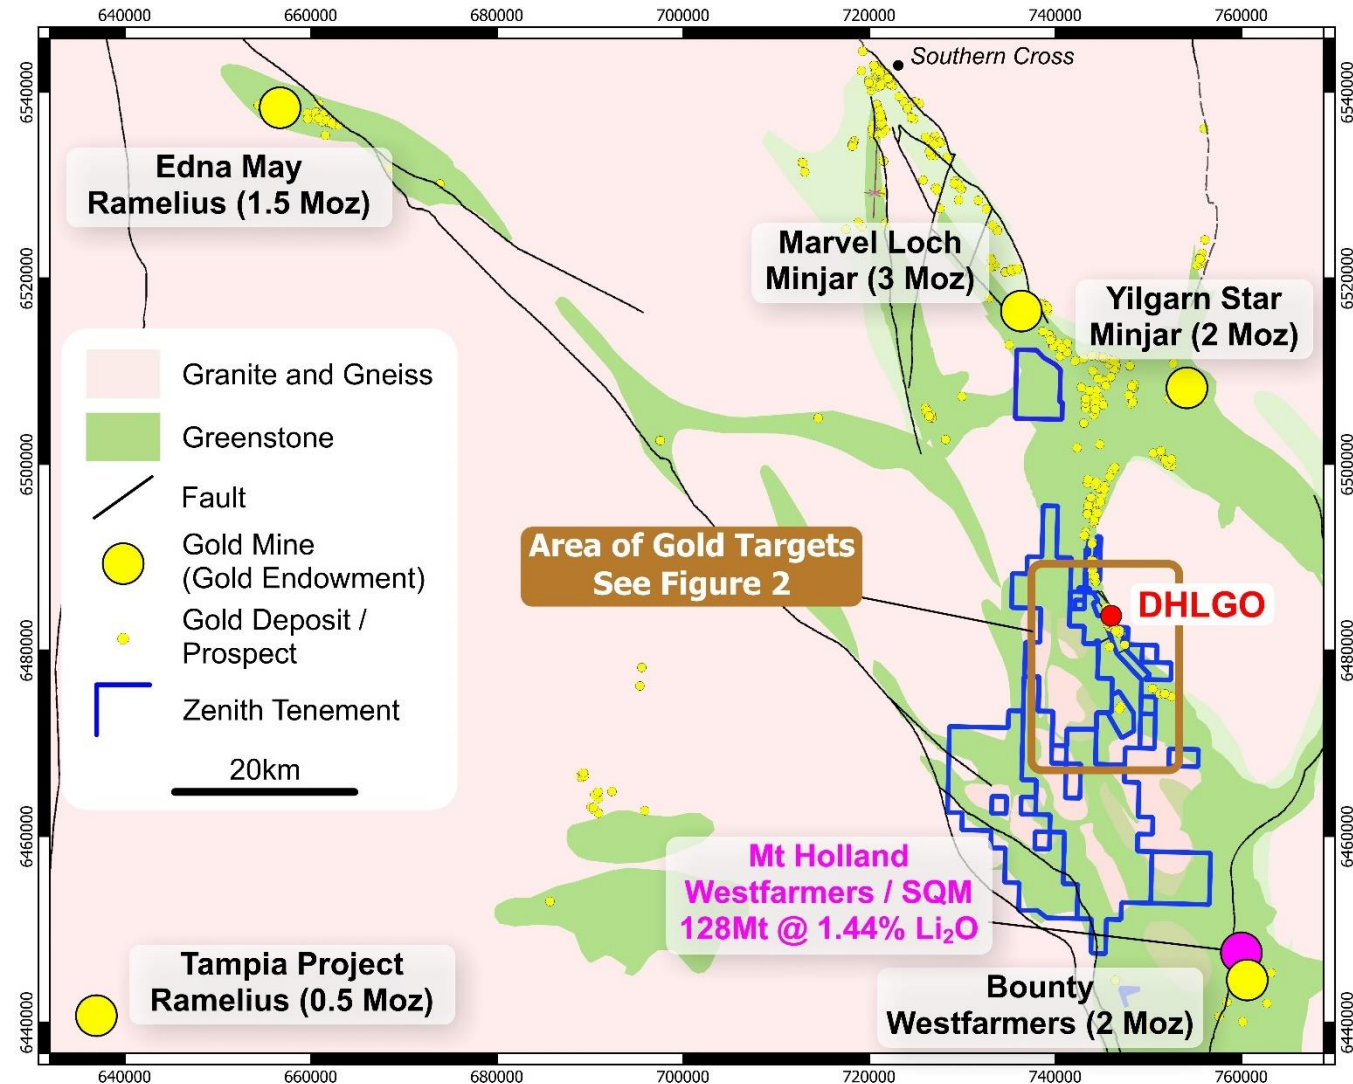 640000 660000 680000 700000 720000 740000 760000
Southern Cross
6540000
6540000
Edna May
Ramelius (1.5 Moz)
Marvel Loch
Minjar (3 Moz)
6520000
6520000
Yilgarn Star
Minjar (2 Moz)
Granite and Gneiss
Greenstone
Fault
Gold Mine
(Gold Endowment)
Gold Deposit /
Prospect
Zenith Tenement
20km
6500000
6500000
Area of Gold Targets
See Figure 2
DHLGO
6480000
6480000
6460000
6460000
Mt Holland
Westfarmers / SQM
128Mt @ 1.44% Li₂O
Tampia Project
Ramelius (0.5 Moz)
Bounty
Westfarmers (2 Moz)
6440000
6440000
640000 660000 680000 700000 720000 740000 760000